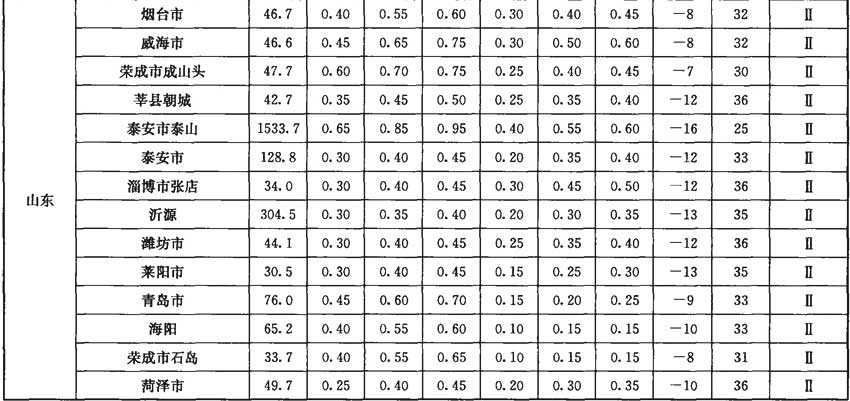 烟台市 46.7 0.40 0.55 0.60 0.30 0.40 0.45 -8 32 Ⅱ
威海市 46.6 0.45 0.65 0.75 0.30 0.50 0.60 -8 32 Ⅱ
荣成市成山头 47.7 0.60 0.70 0.75 0.25 0.40 0.45 -7 30 Ⅱ
莘县朝城 42.7 0.35 0.45 0.50 0.25 0.35 0.40 -12 36 Ⅱ
泰安市泰山 1533.7 0.65 0.85 0.95 0.40 0.55 0.60 -16 25 Ⅱ
泰安市 128.8 0.30 0.40 0.45 0.20 0.35 0.40 -12 33 Ⅱ
淄博市张店 34.0 0.30 0.40 0.45 0.30 0.45 0.50 -12 36 Ⅱ
山东
沂源 304.5 0.30 0.35 0.40 0.20 0.30 0.35 -13 35 Ⅱ
潍坊市 44.1 0.30 0.40 0.45 0.25 0.35 0.40 -12 36 Ⅱ
莱阳市 30.5 0.30 0.40 0.45 0.15 0.25 0.30 -13 35 Ⅱ
青岛市 76.0 0.45 0.60 0.70 0.15 0.20 0.25 -9 33 Ⅱ
海阳 65.2 0.40 0.55 0.60 0.10 0.15 0.15 -10 33 Ⅱ
荣成市石岛 33.7 0.40 0.55 0.65 0.10 0.15 0.15 -8 31 Ⅱ
菏泽市 49.7 0.25 0.40 0.45 0.20 0.30 0.35 -10 36 Ⅱ